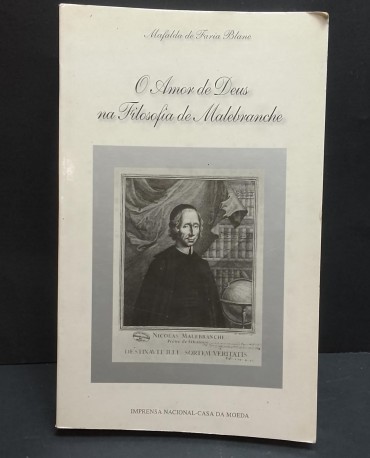 Mafalda de Faria Blanc
O Amor de Deus
na Filosofia de Malebranche
NICOLAS MALEBRANCHE
IMPRENSA NACIONAL-CASA DA MOEDA